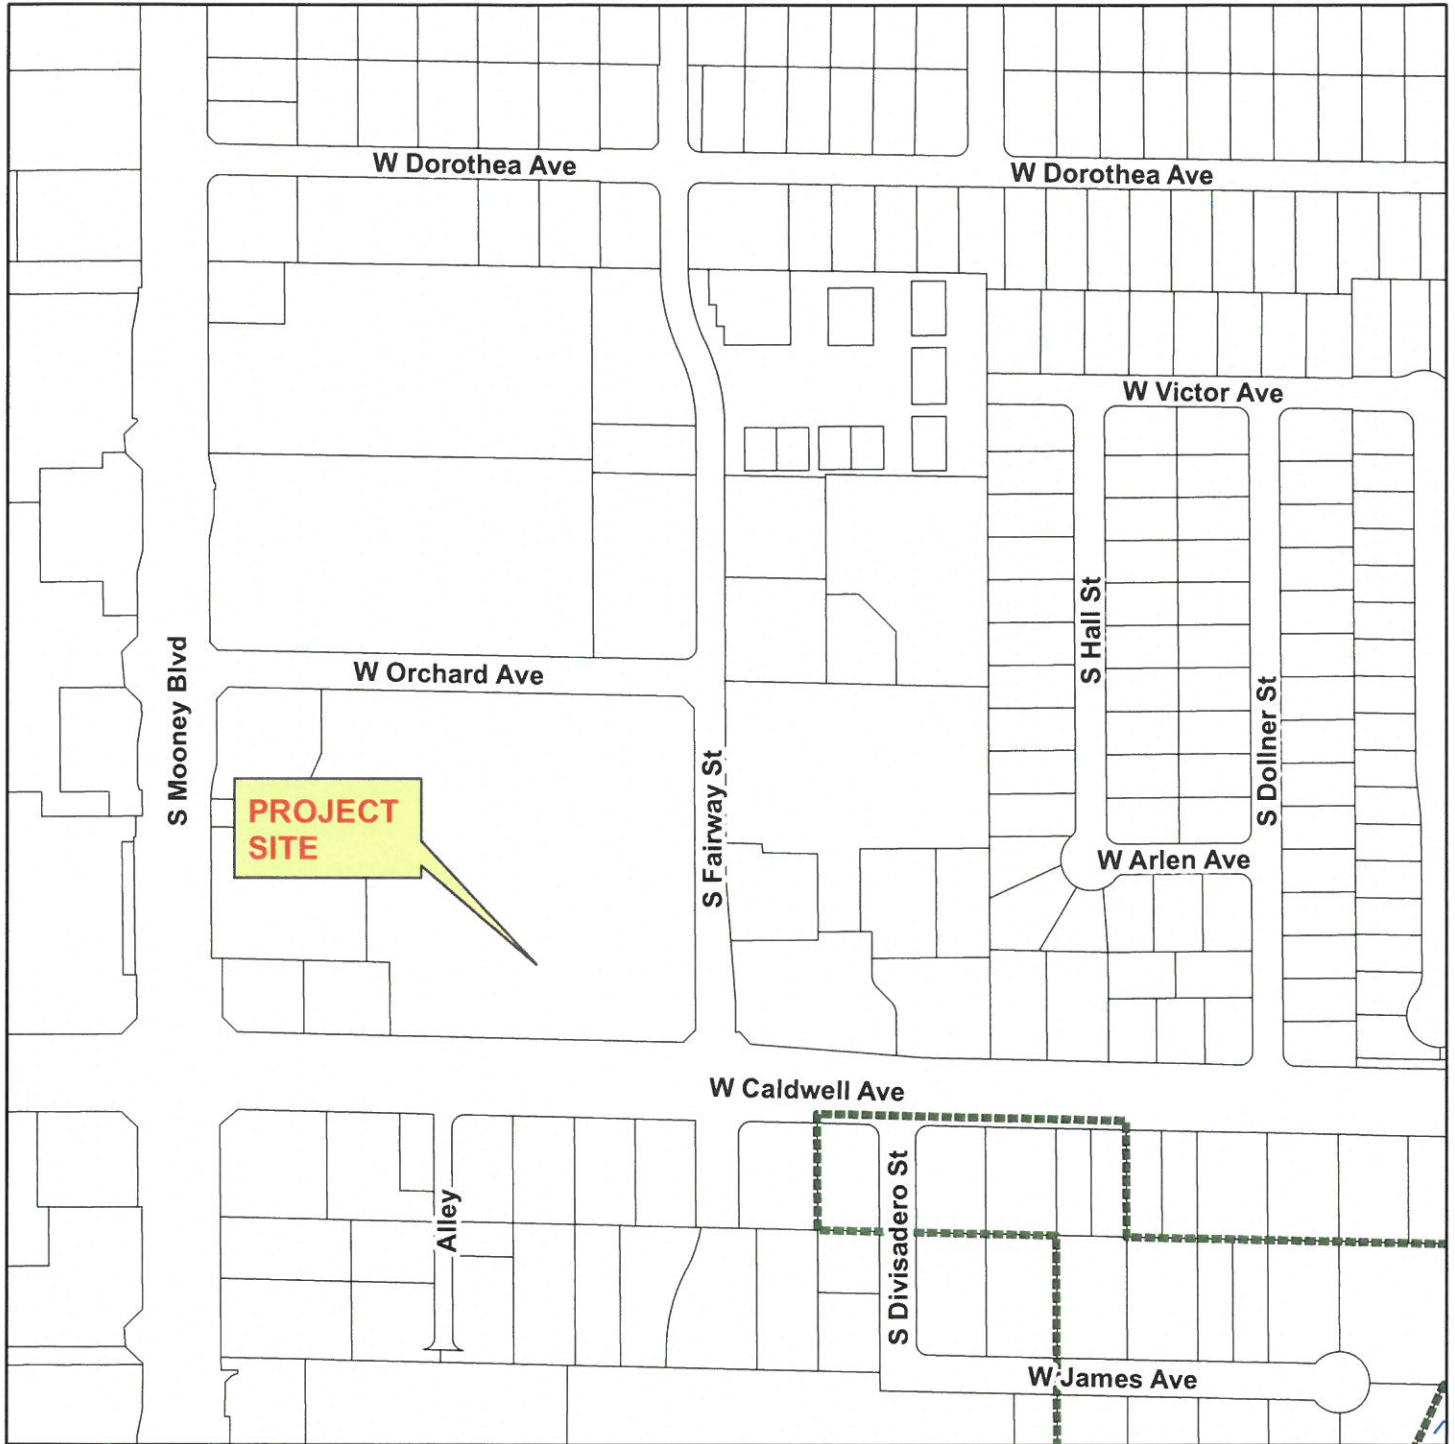 W Dorothea Ave
W Dorothea Ave
W Victor Ave
S Hall St
S Mooney Blvd
W Orchard Ave
S Dollner St
S Fairway St
PROJECT
SITE
W Arlen Ave
W Caldwell Ave
Alley
S Divisadero St
W James Ave